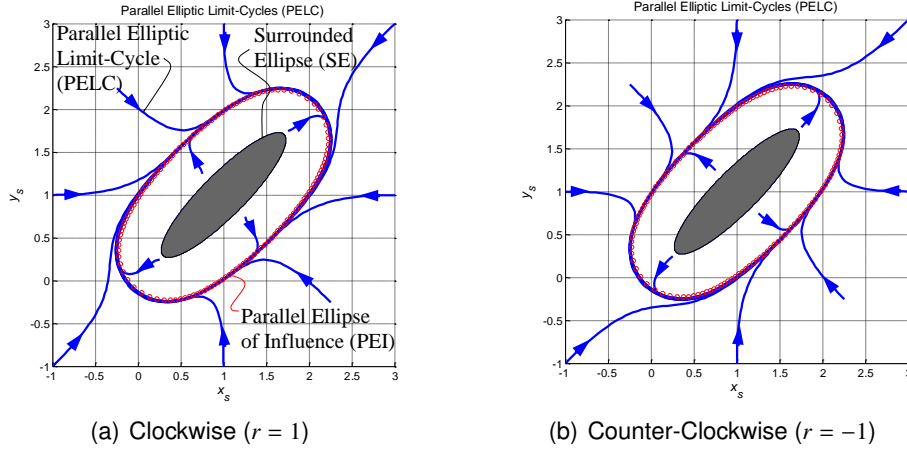 Parallel Elliptic Limit-Cycles (PELC)
3
2.5
2
1.5
1
0.5
0
-0.5
-1
-1
-0.5
0
0.5
1
1.5
2
2.5
3
y_s
x_s
Parallel Elliptic
Limit-Cycle
(PELC)
Surrounded
Ellipse (SE)
Parallel Ellipse
of Influence (PEI)
(a) Clockwise (r = 1)
Parallel Elliptic Limit-Cycles (PELC)
3
2.5
2
1.5
1
0.5
0
-0.5
-1
-1
-0.5
0
0.5
1
1.5
2
2.5
3
y_s
x_s
(b) Counter-Clockwise (r = −1)